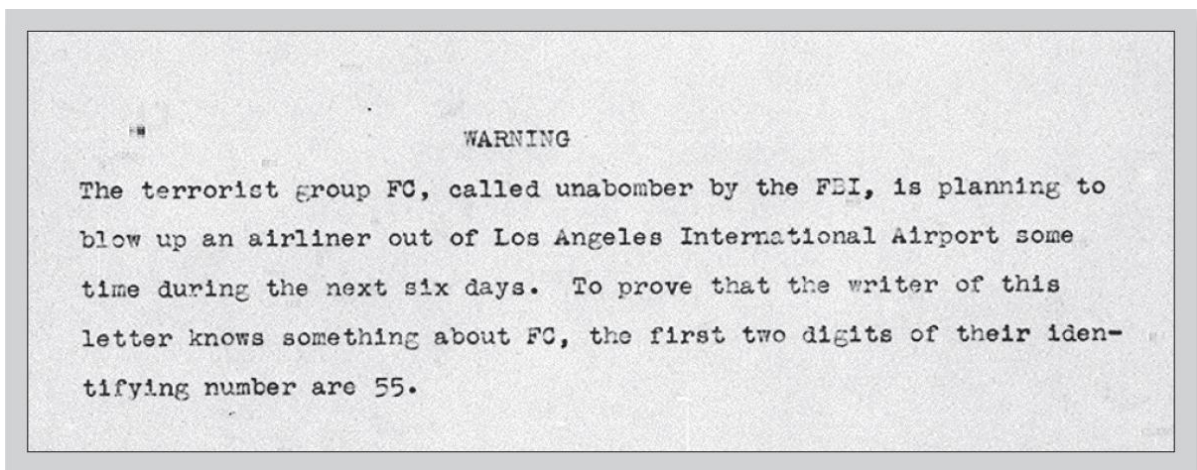 WARNING
The terrorist group FC, called unabomber by the FBI, is planning to
blow up an airliner out of Los Angeles International Airport some
time during the next six days. To prove that the writer of this
letter knows something about FC, the first two digits of their iden-
tifying number are 55.